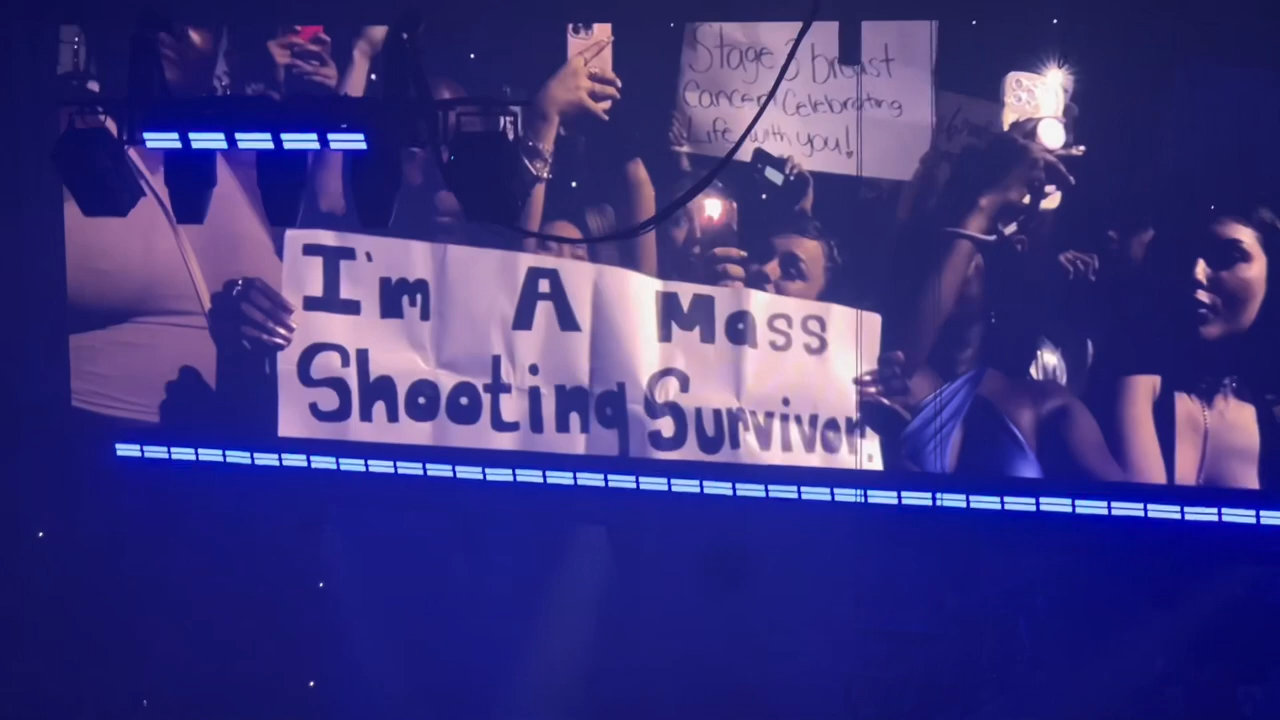 Stage 3 breast
Cancer Celebrating
Life with you!
I'm A Mass
Shooting Survivor.